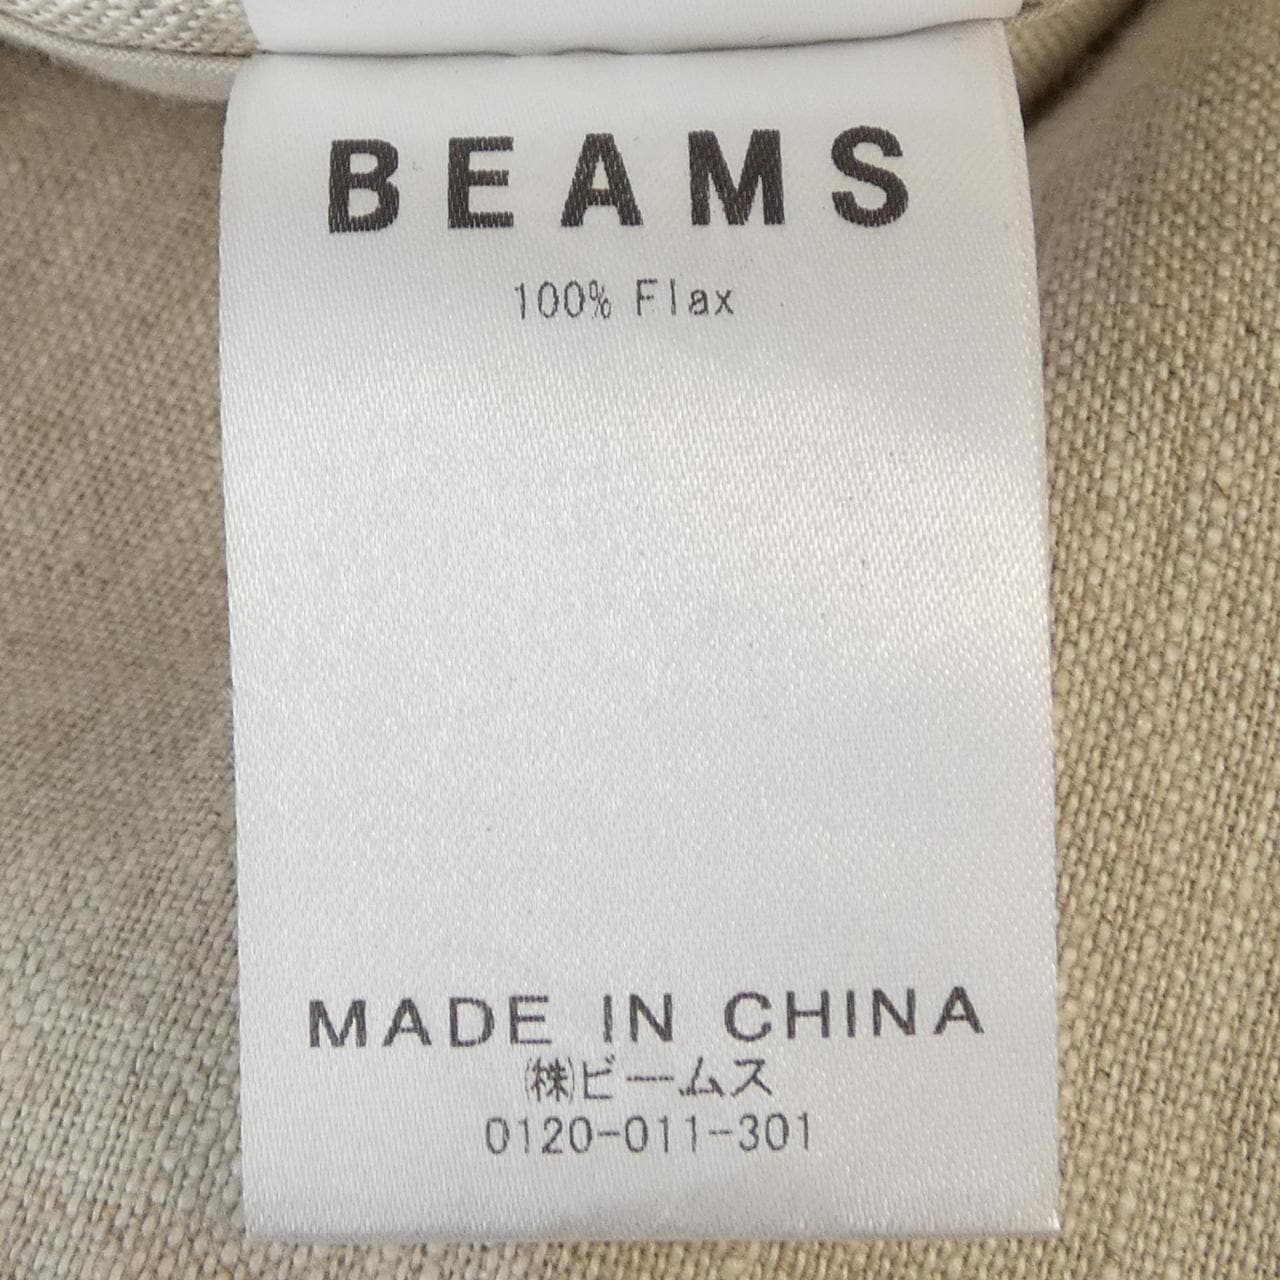 BEAMS
100% Flax
MADE IN CHINA
㈱ビームス
0120-011-301